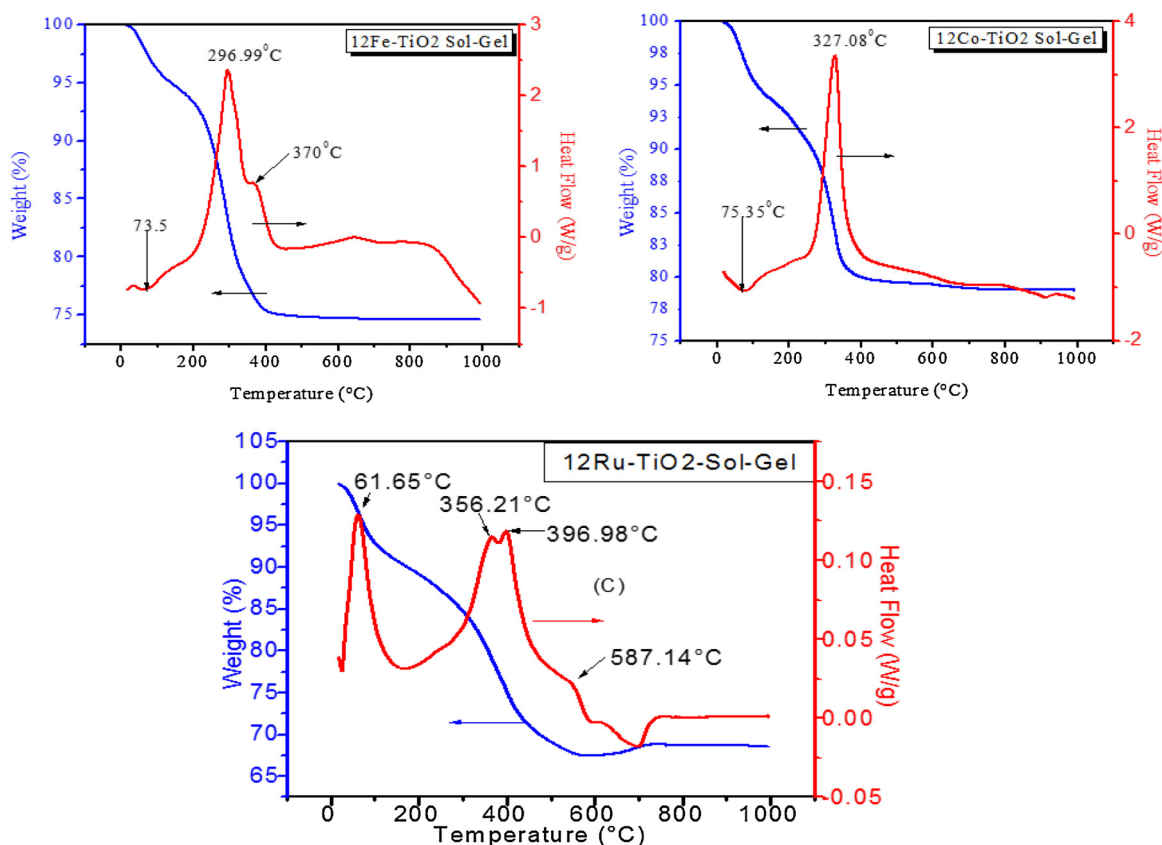 12Fe-TiO2 Sol-Gel
296.99⁰C
370⁰C
73.5
100
95
90
85
80
75
Weight (%)
3
2
1
0
-1
Heat Flow (W/g)
0 200 400 600 800 1000
Temperature (°C)
12Co-TiO2 Sol-Gel
327.08⁰C
75.35⁰C
100
98
95
93
90
88
85
83
80
78
75
Weight (%)
4
2
0
-2
Heat Flow (W/g)
0 200 400 600 800 1000
Temperature (°C)
12Ru-TiO2-Sol-Gel
61.65°C
356.21°C
396.98°C
(C)
587.14°C
105
100
95
90
85
80
75
70
65
Weight (%)
0.15
0.10
0.05
0.00
-0.05
Heat Flow (W/g)
0 200 400 600 800 1000
Temperature (°C)